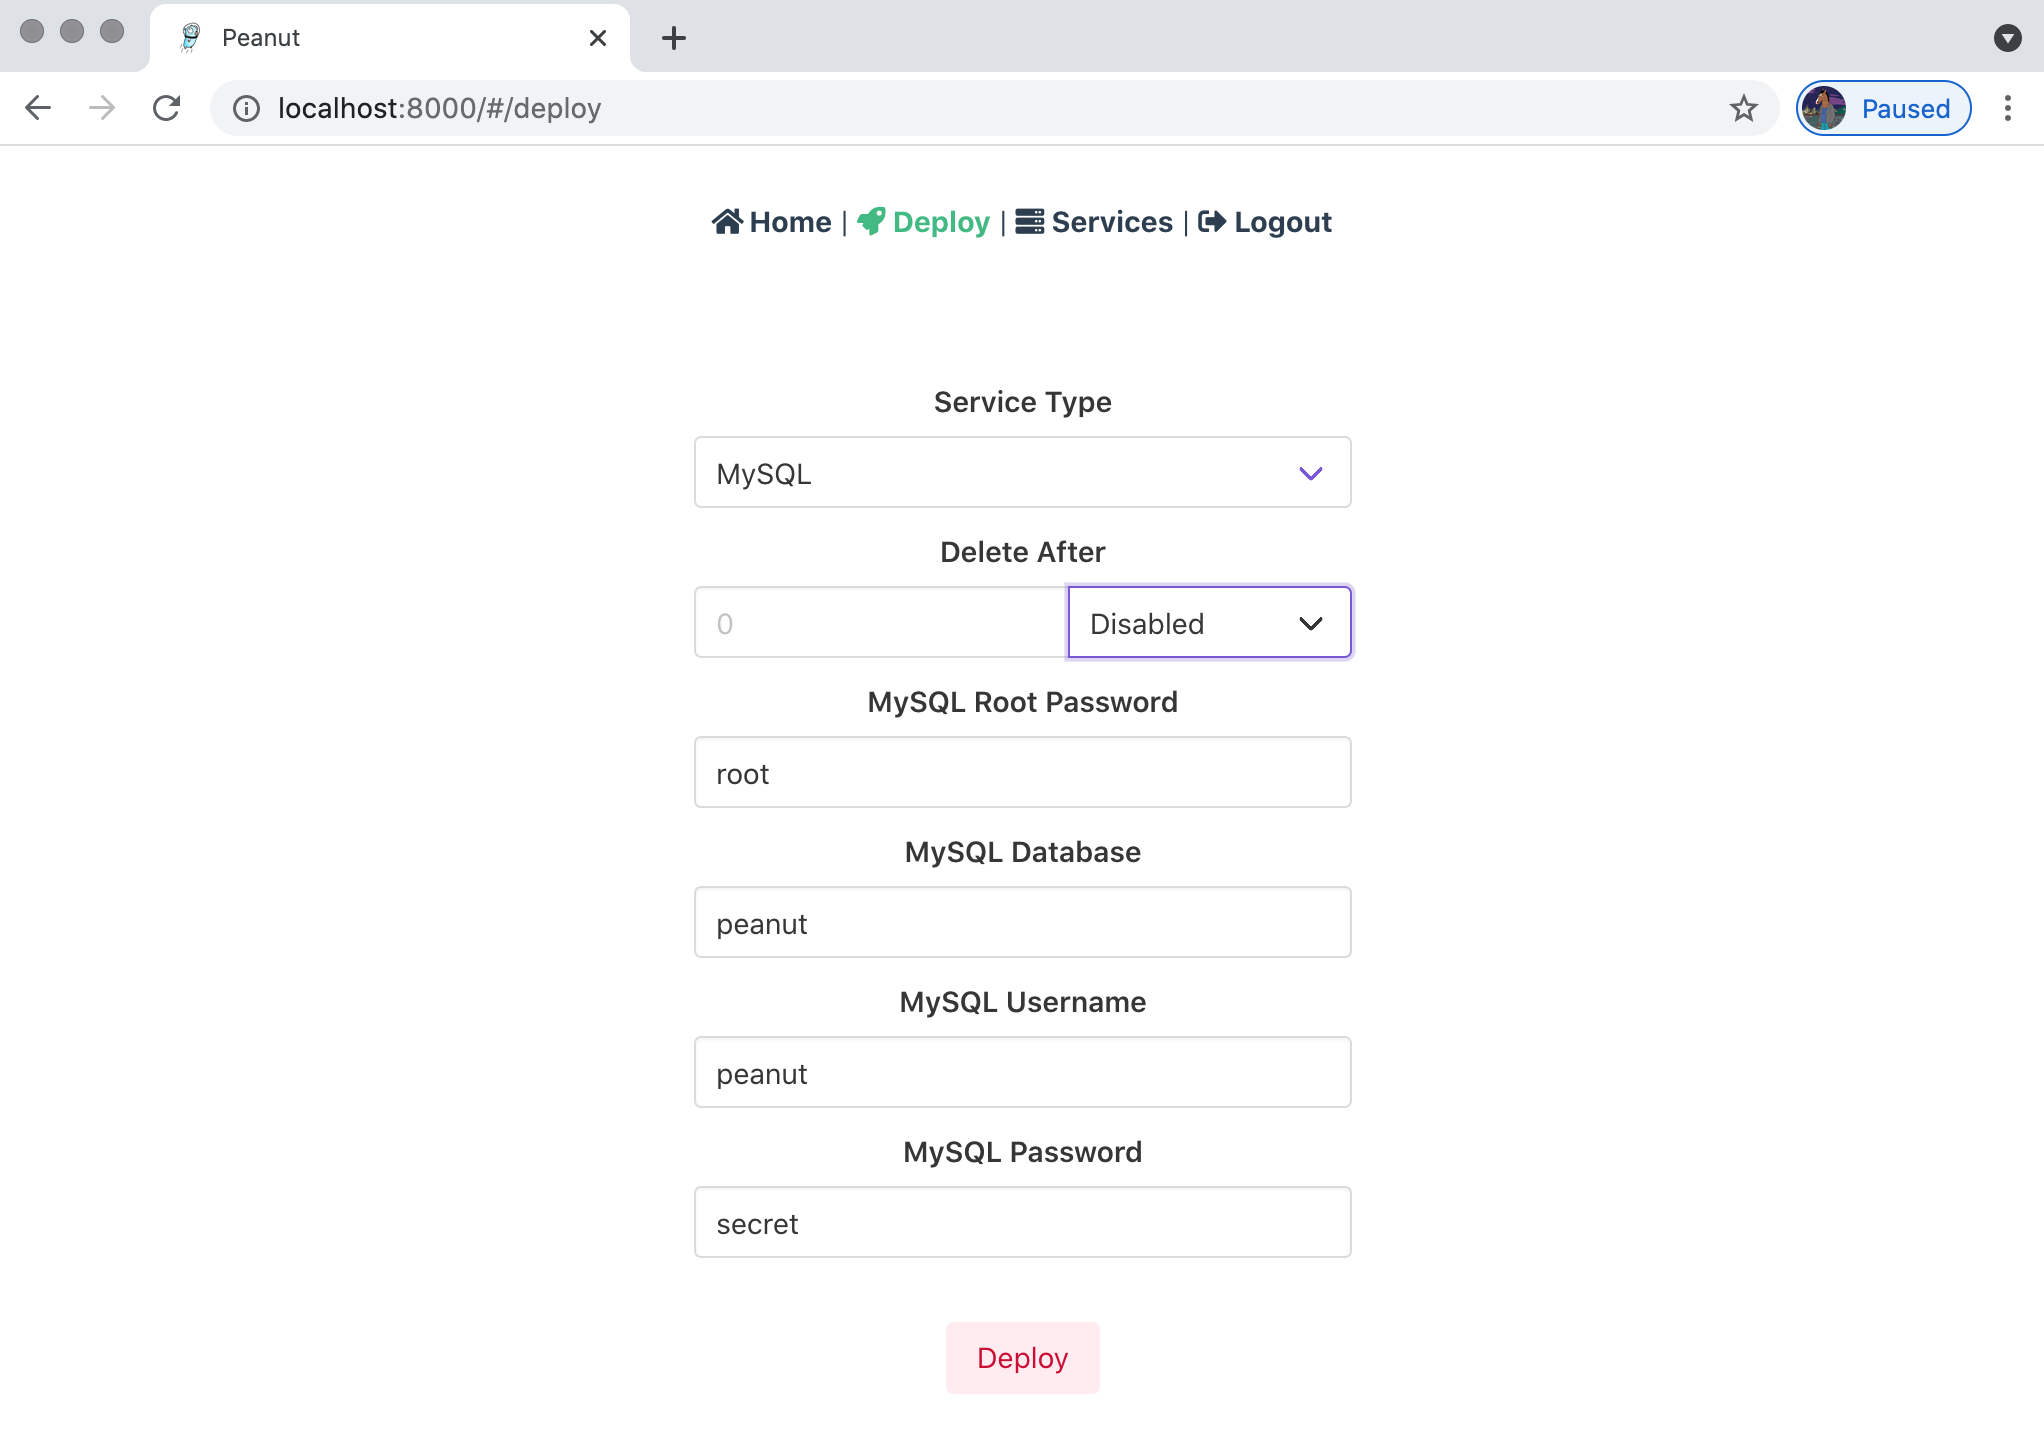 Peanut
localhost:8000/#/deploy
Paused
Home | Deploy | Services | Logout
Service Type
MySQL
Delete After
0 Disabled
MySQL Root Password
root
MySQL Database
peanut
MySQL Username
peanut
MySQL Password
secret
Deploy